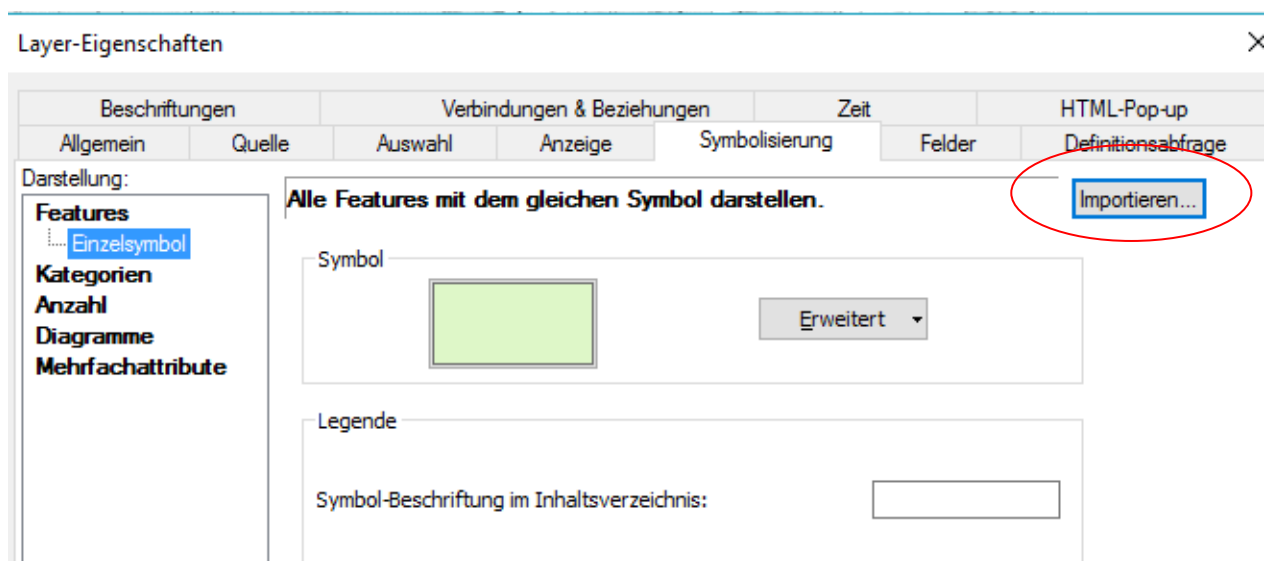 Layer-Eigenschaften
Beschriftungen Verbindungen & Beziehungen Zeit HTML-Pop-up
Allgemein Quelle Auswahl Anzeige Symbolisierung Felder Definitionsabfrage
Darstellung:
Features
Einzelsymbol
Kategorien
Anzahl
Diagramme
Mehrfachattribute
Alle Features mit dem gleichen Symbol darstellen.
Importieren...
Symbol
Erweitert
Legende
Symbol-Beschriftung im Inhaltsverzeichnis: